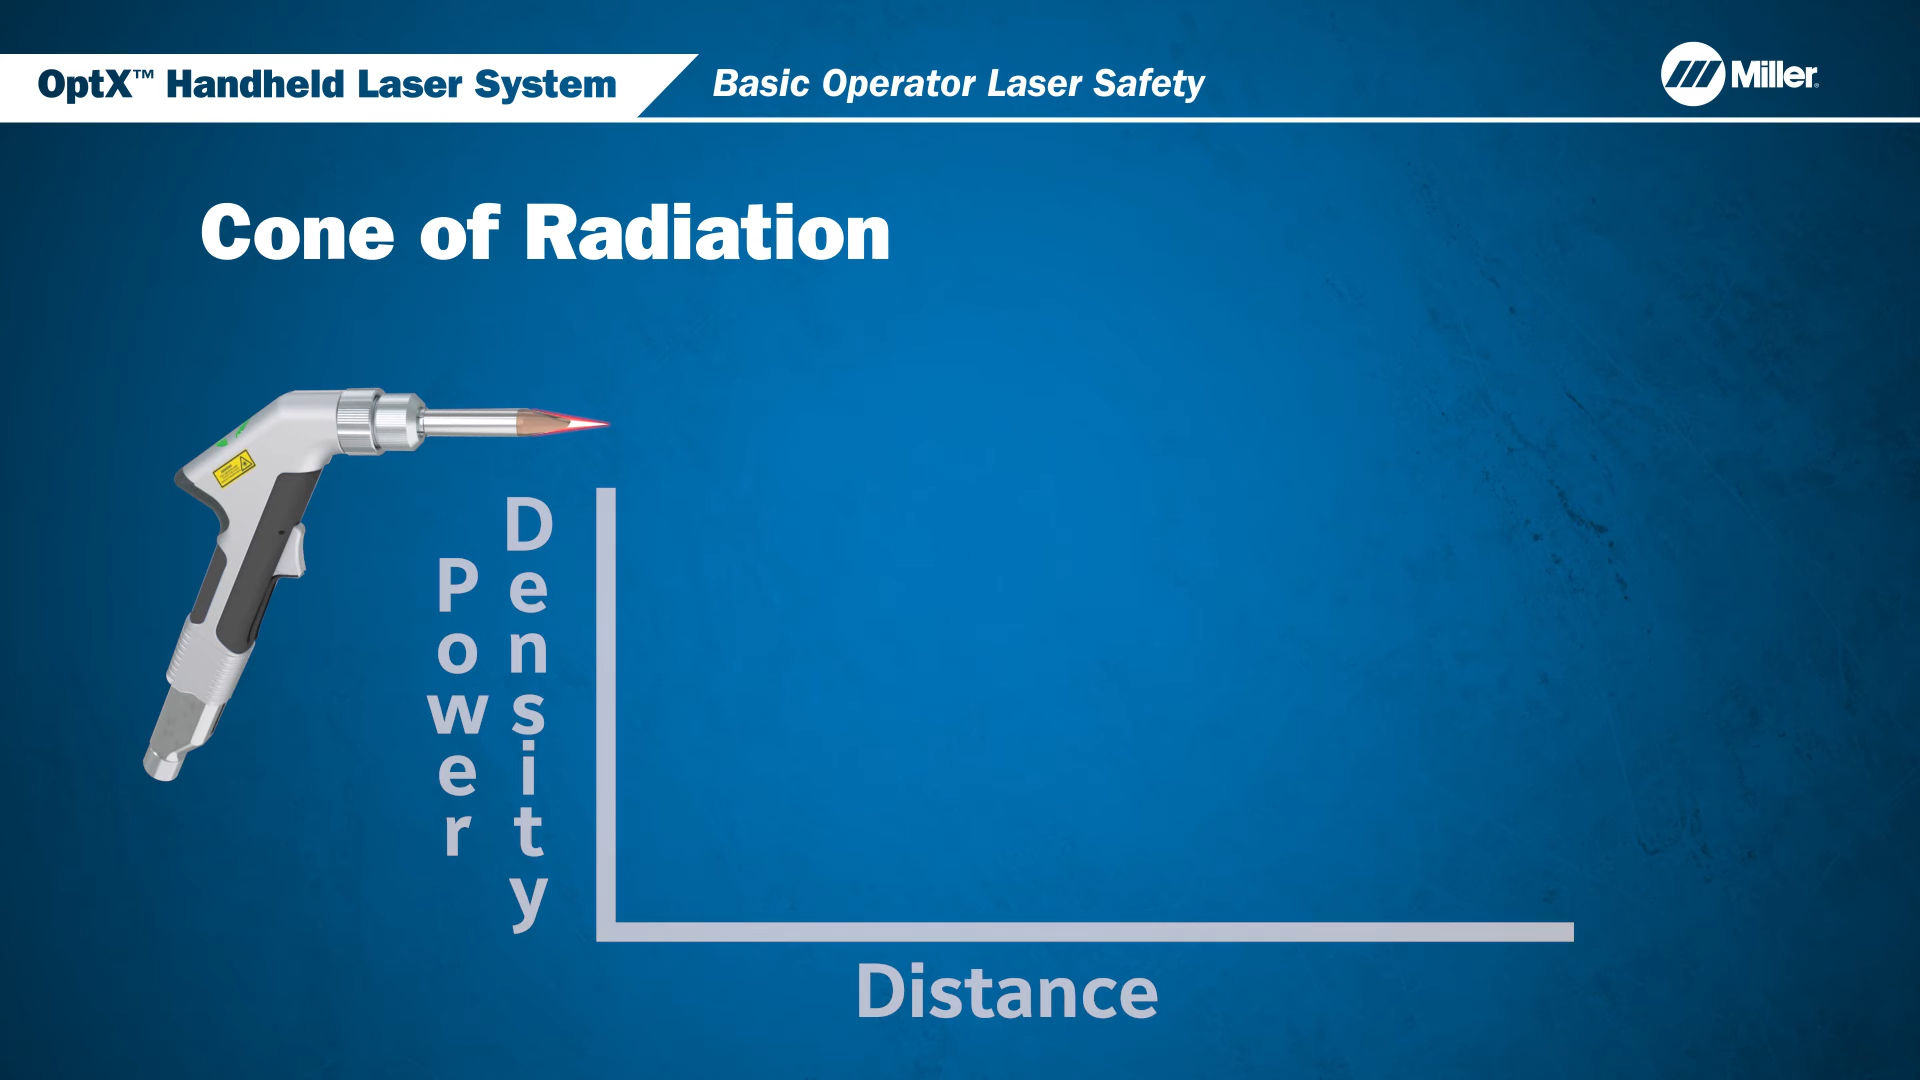 OptX™ Handheld Laser System
Basic Operator Laser Safety
Miller®
Cone of Radiation
Power
Density
Distance